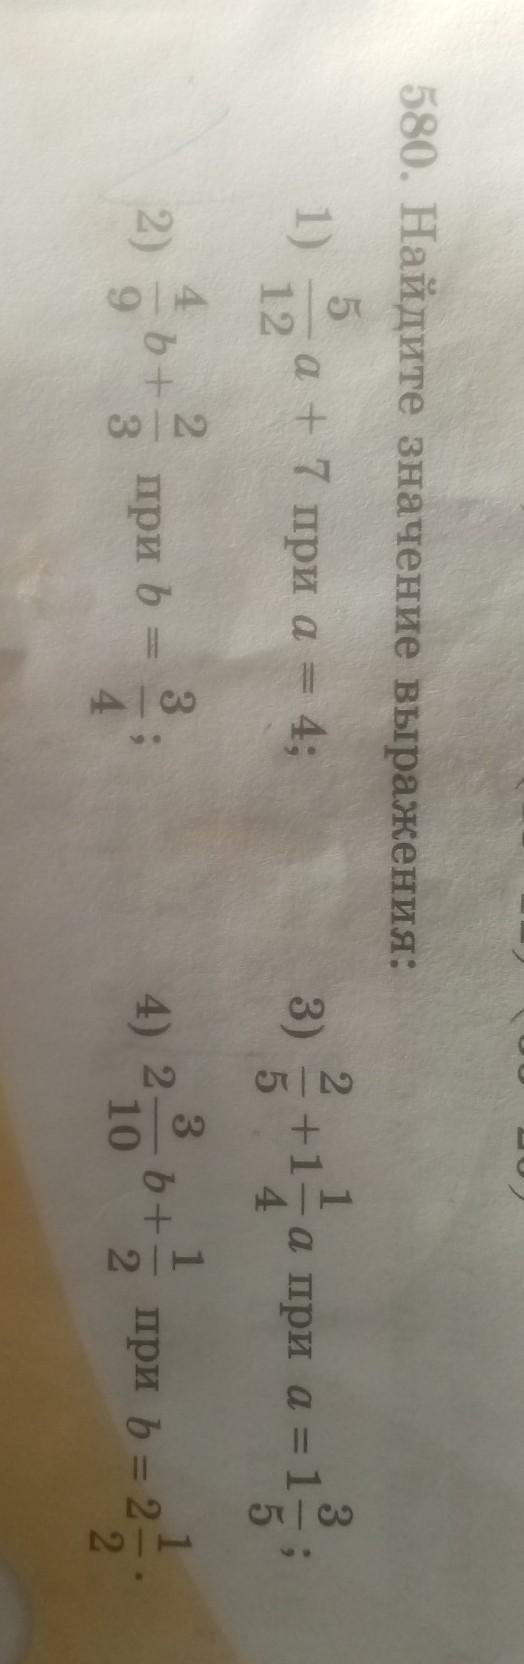 580. Найдите значение выражения:
1) 5/12 a + 7 при a = 4;
2) 4/9 b + 2/3 при b = 3/4;
3) 2/5 + 1 1/4 a при a = 1 3/5;
4) 2 3/10 b + 1/2 при b = 2 1/2.